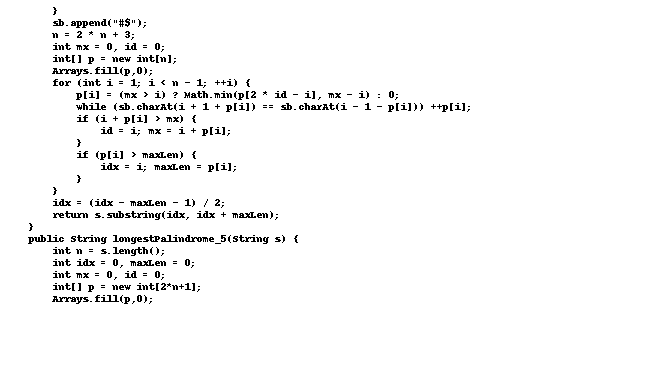 }
sb.append("#$");
n = 2 * n + 3;
int mx = 0, id = 0;
int[] p = new int[n];
Arrays.fill(p,0);
for (int i = 1; i < n - 1; ++i) {
p[i] = (mx > i) ? Math.min(p[2 * id - i], mx - i) : 0;
while (sb.charAt(i + 1 + p[i]) == sb.charAt(i - 1 - p[i])) ++p[i];
if (i + p[i] > mx) {
id = i; mx = i + p[i];
}
if (p[i] > maxLen) {
idx = i; maxLen = p[i];
}
}
idx = (idx - maxLen - 1) / 2;
return s.substring(idx, idx + maxLen);
}
public String longestPalindrome_5(String s) {
int n = s.length();
int idx = 0, maxLen = 0;
int mx = 0, id = 0;
int[] p = new int[2*n+1];
Arrays.fill(p,0);